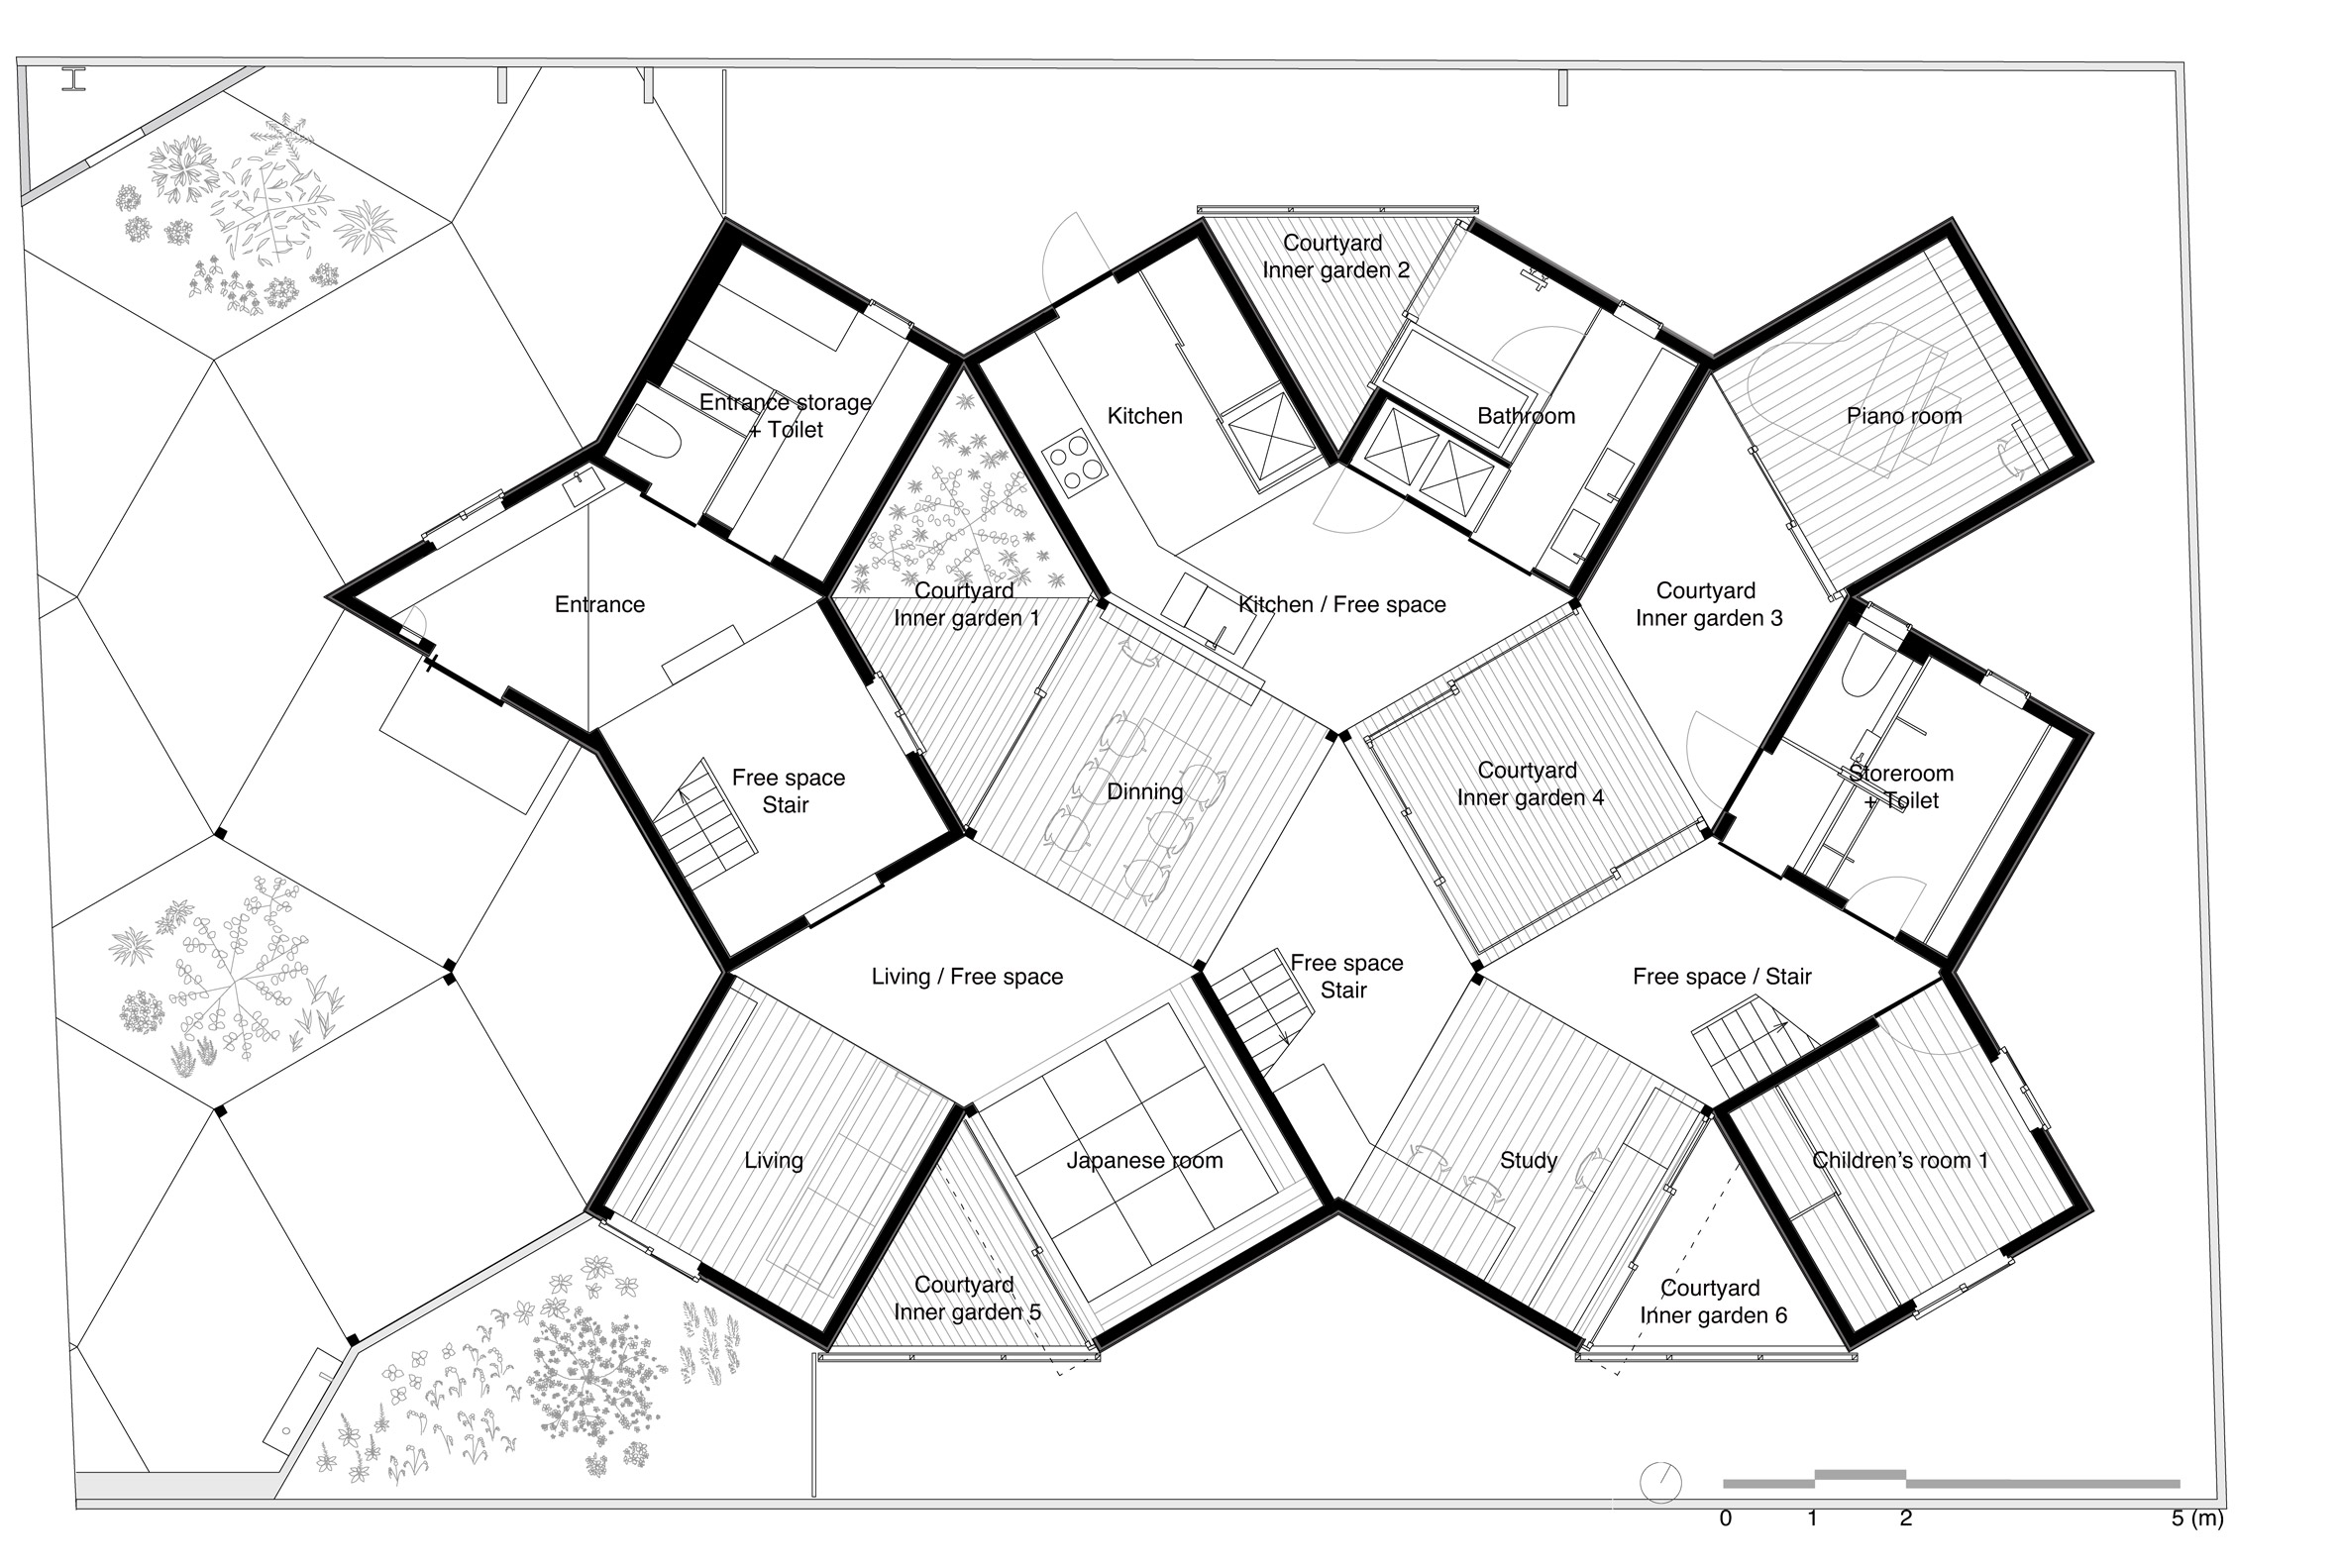 Courtyard
Inner garden 2
Entrance storage
+ Toilet
Kitchen
Bathroom
Piano room
Entrance
Courtyard
Inner garden 1
Kitchen / Free space
Courtyard
Inner garden 3
Free space
Stair
Dinning
Courtyard
Inner garden 4
Storeroom
+ Toilet
Living / Free space
Free space
Stair
Free space / Stair
Living
Japanese room
Study
Children's room 1
Courtyard
Inner garden 5
Courtyard
Inner garden 6
0 1 2 5 (m)